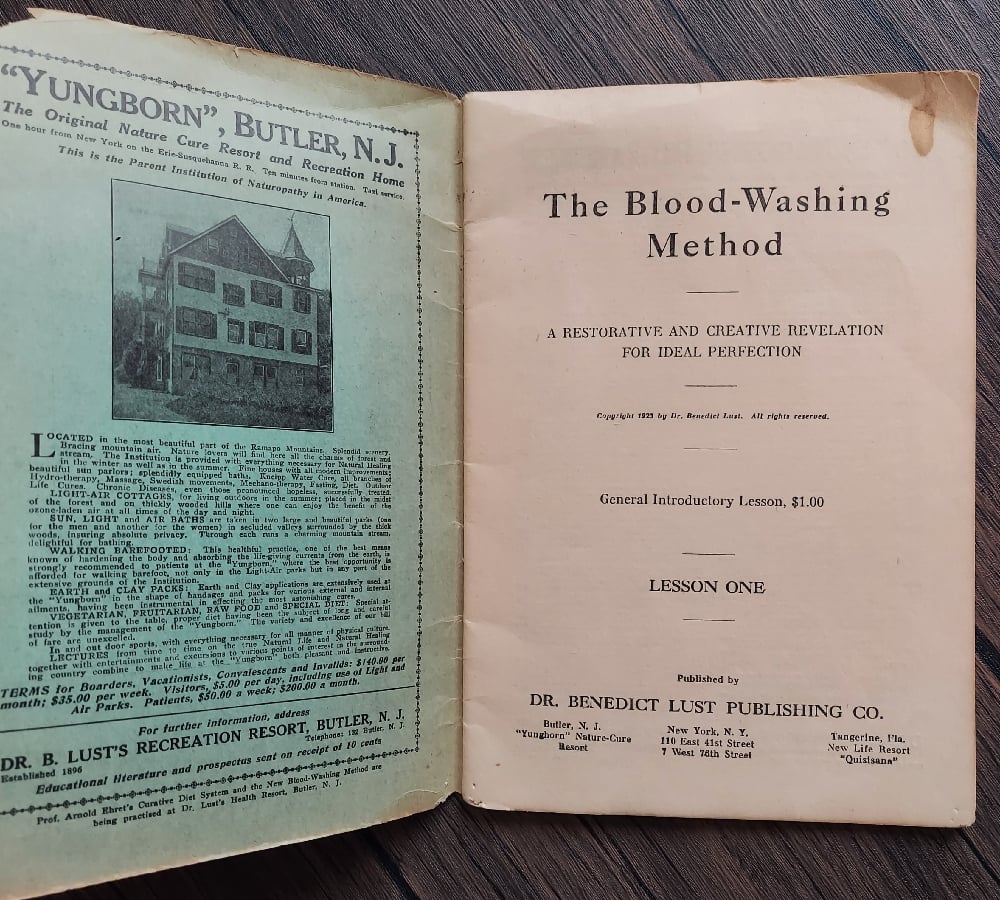 "YUNGBORN", BUTLER, N. J.
The Original Nature Cure Resort and Recreation Home
One hour from New York on the Erie-Susquehanna R. R. Ten minutes from station. Taxi service.
This is the Parent Institution of Naturopathy in America.
LOCATED in the most beautiful part of the Ramapo Mountains. Splendid scenery.
Bracing mountain air. Nature lovers will find here all the charms of forest and
stream. The Institution is provided with everything necessary for Natural Healing
in the winter as well as in the summer. Fine houses with all modern improvements;
beautiful sun parlors; splendidly equipped baths, Kneipp Water Cure, all branches of
Hydro-therapy, Massage, Swedish movements, Mechano-therapy, Fasting, Diet, Outdoor
Life Cures. Chronic Diseases, even those pronounced hopeless, successfully treated.
LIGHT-AIR COTTAGES, for living outdoors in the summer; placed in the midst
of the forest and on thickly wooded hills where one can enjoy the benefit of the
ozone-laden air at all times of the day and night.
SUN, LIGHT and AIR BATHS are taken in two large and beautiful parks (one
for the men and another for the women) in secluded valleys surrounded by the thick
woods, insuring absolute privacy. Through each runs a charming mountain stream,
delightful for bathing.
WALKING BAREFOOTED: This healthful practice, one of the best means
known of hardening the body and absorbing the life-giving currents from the earth, is
strongly recommended to patients at the "Yungborn," where the best opportunity is
afforded for walking barefoot, not only in the Light-Air parks but in any part of the
extensive grounds of the Institution.
EARTH and CLAY PACKS: Earth and Clay applications are extensively used at
the "Yungborn" in the shape of bandages and packs for various external and internal
ailments, having been instrumental in effecting the most astonishing cures.
VEGETARIAN, FRUITARIAN, RAW FOOD and SPECIAL DIET: Special at-
tention is given to the table, proper diet having been the subject of long and careful
study by the management of the "Yungborn." The variety and excellence of our bill
of fare are unexcelled.
In and out door sports, with everything necessary for all manner of physical culture.
LECTURES from time to time on the true Natural Life and Natural Healing
together with entertainments and excursions to various points of interest in the surround-
ing country combine to make life at the "Yungborn" both pleasant and instructive.
TERMS for Boarders, Vacationists, Convalescents and Invalids: $140.00 per
month; $35.00 per week. Visitors, $5.00 per day, including use of Light and
Air Parks. Patients, $50.00 a week; $200.00 a month.
For further information, address
DR. B. LUST'S RECREATION RESORT, BUTLER, N. J.
Established 1896 Telephone: 182 Butler, N. J.
Educational literature and prospectus sent on receipt of 10 cents
Prof. Arnold Ehret's Curative Diet System and the New Blood-Washing Method are
being practised at Dr. Lust's Health Resort, Butler, N. J.
The Blood-Washing
Method
A RESTORATIVE AND CREATIVE REVELATION
FOR IDEAL PERFECTION
Copyright 1923 by Dr. Benedict Lust. All rights reserved.
General Introductory Lesson, $1.00
LESSON ONE
Published by
DR. BENEDICT LUST PUBLISHING CO.
Butler, N. J.
"Yungborn" Nature-Cure
Resort
New York, N. Y.
110 East 41st Street
7 West 76th Street
Tangerine, Fla.
New Life Resort
"Quisisana"